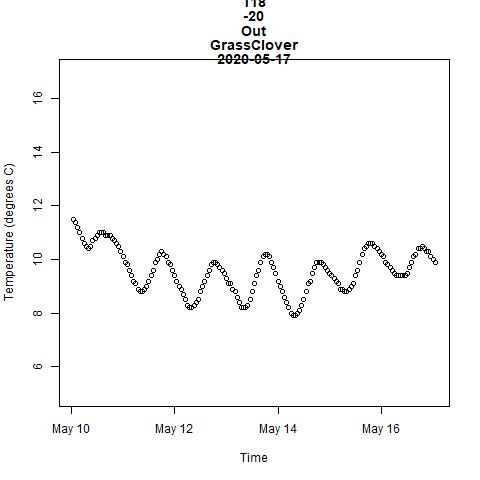 T18
-20
Out
GrassClover
2020-05-17
16
14
12
10
8
6
Temperature (degrees C)
May 10
May 12
May 14
May 16
Time